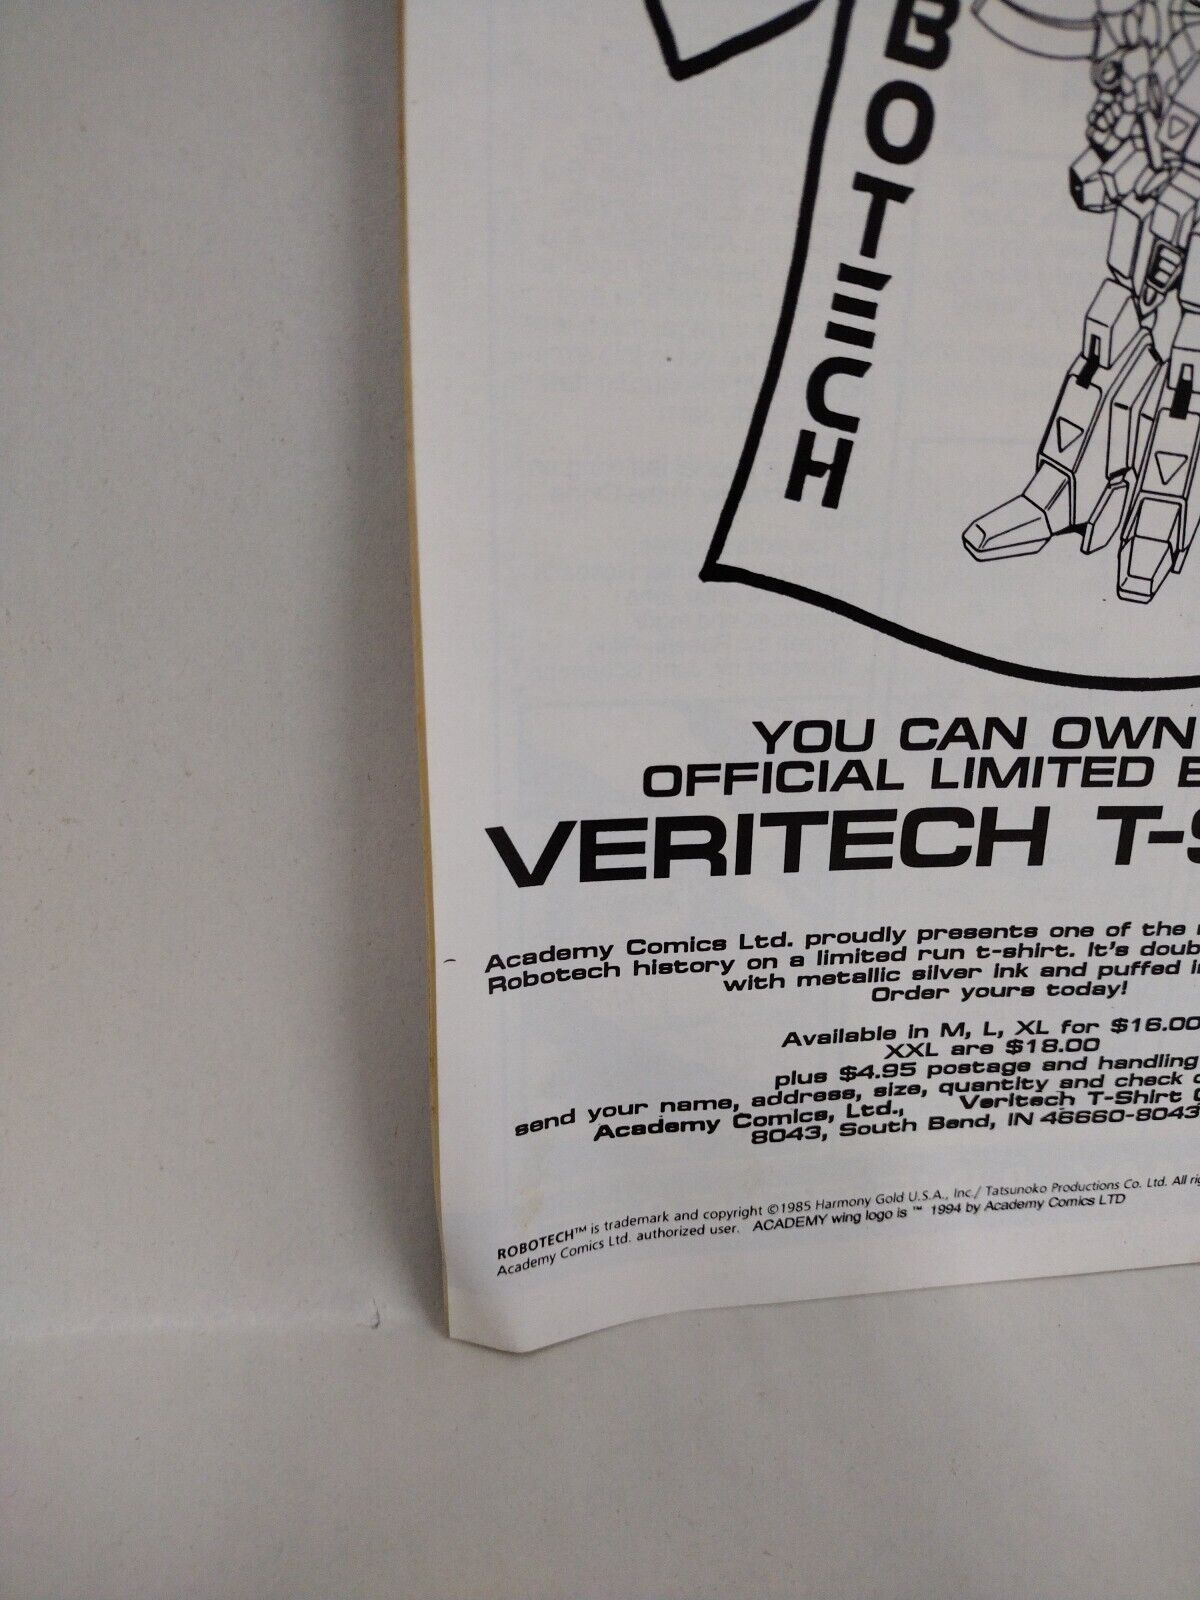 BOTECH
YOU CAN OWN
OFFICIAL LIMITED
VERITECH T-S
Academy Comics Ltd. proudly presents one of the
Robotech history on a limited run t-shirt. It's doub
with metallic silver ink and puffed
Order yours today!
Available in M, L, XL for $16.00
XXL are $18.00
plus $4.95 postage and handling
send your name, address, size, quantity and check
Academy Comics, Ltd., Veritech T-Shirt
8043, South Bend, IN 46660-8043
ROBOTECH™ is trademark and copyright ©1985 Harmony Gold U.S.A., Inc./ Tatsunoko Productions Co. Ltd. All
Academy Comics Ltd. authorized user. ACADEMY wing logo is ™ 1994 by Academy Comics LTD